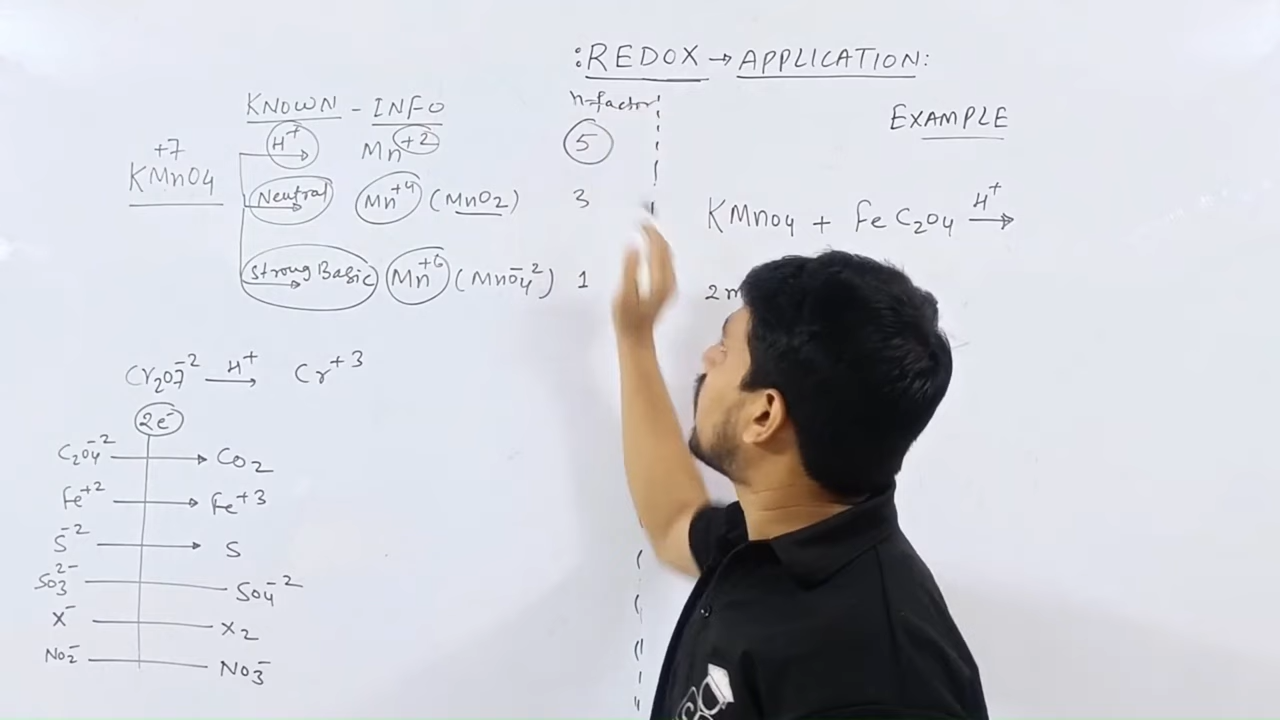 :REDOX → APPLICATION:
KNOWN - INFO
n-factor
EXAMPLE
+7
KMnO4
H+ Mn+2 5
Neutral Mn+4 (MnO2) 3
Strong Basic Mn+6 (MnO4-2) 1
KMnO4 + FeC2O4 H+ →
2m
Cr2O7-2 H+ → Cr+3
2e-
C2O4-2 → CO2
Fe+2 → Fe+3
S-2 → S
SO3 2- SO4-2
X- X2
NO2- NO3-